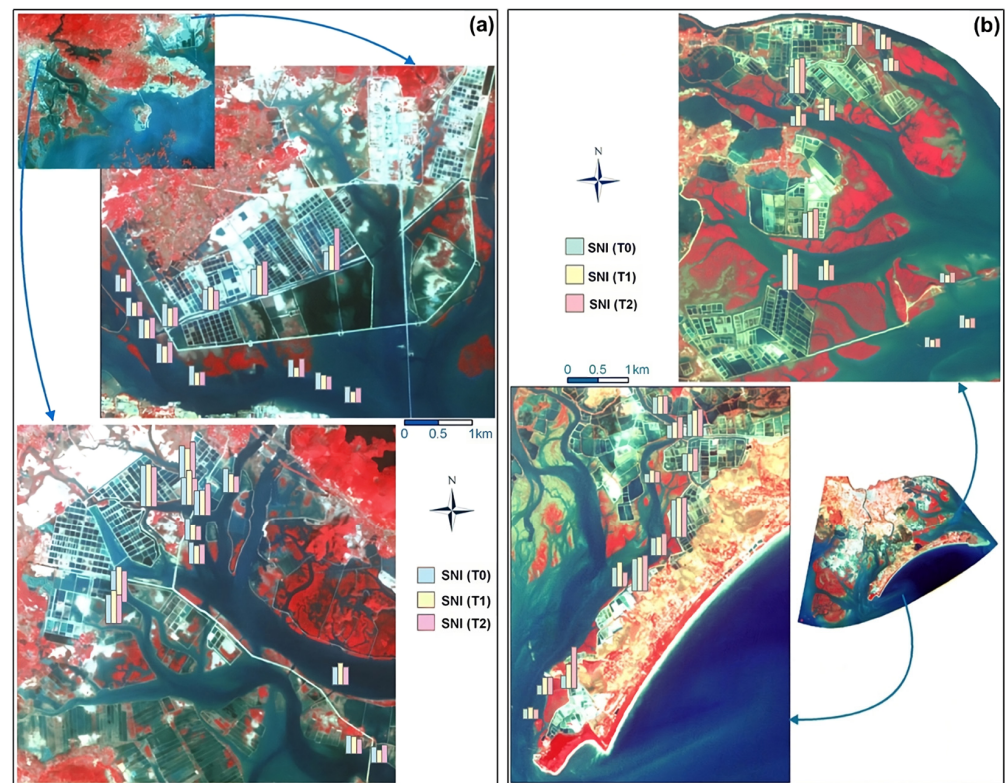 (a)
(b)
N
SNI (T0)
SNI (T1)
SNI (T2)
0 0.5 1km
0 0.5 1km
N
SNI (T0)
SNI (T1)
SNI (T2)